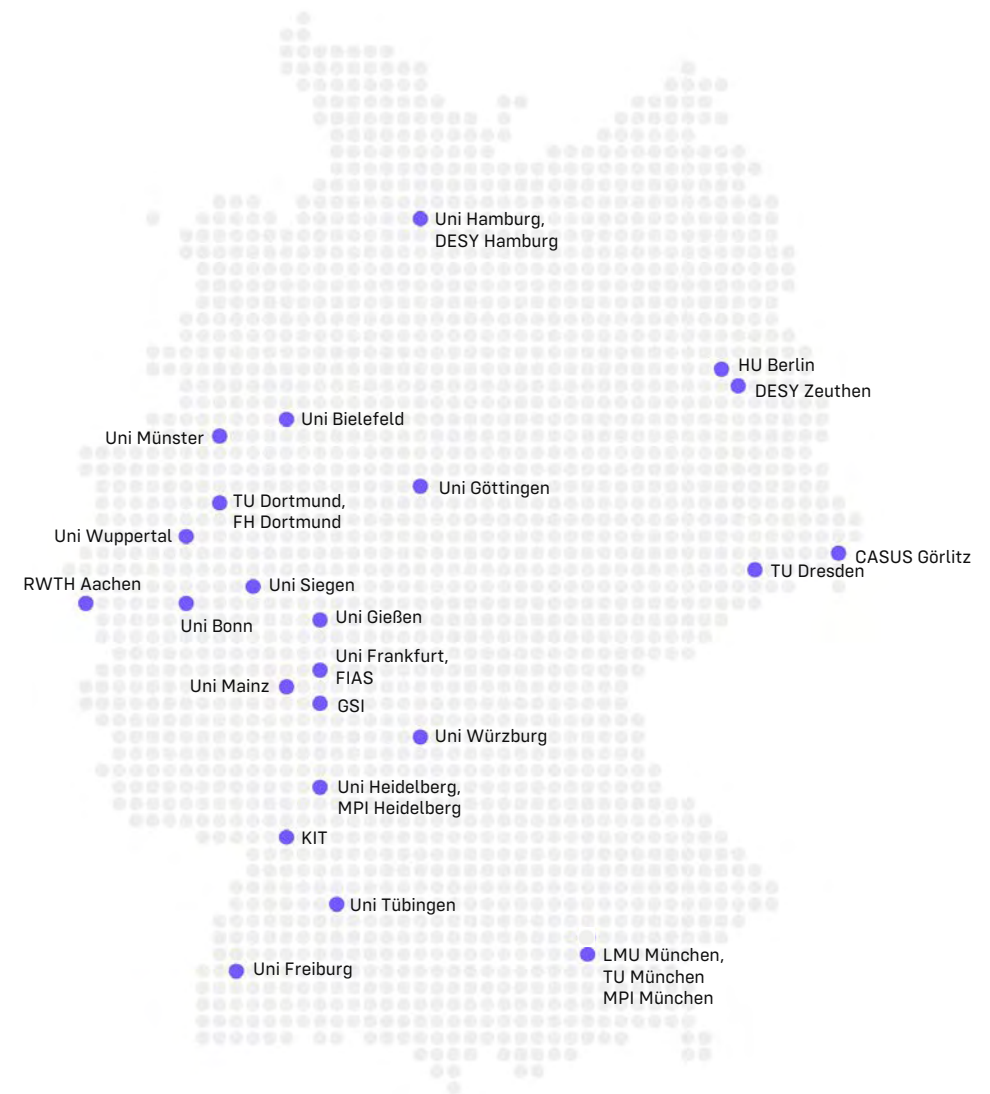 Uni Hamburg,
DESY Hamburg
HU Berlin
DESY Zeuthen
Uni Bielefeld
Uni Münster
Uni Göttingen
TU Dortmund,
FH Dortmund
Uni Wuppertal
CASUS Görlitz
TU Dresden
RWTH Aachen
Uni Siegen
Uni Bonn
Uni Gießen
Uni Frankfurt,
FIAS
Uni Mainz
GSI
Uni Würzburg
Uni Heidelberg,
MPI Heidelberg
KIT
Uni Tübingen
LMU München,
TU München
MPI München
Uni Freiburg